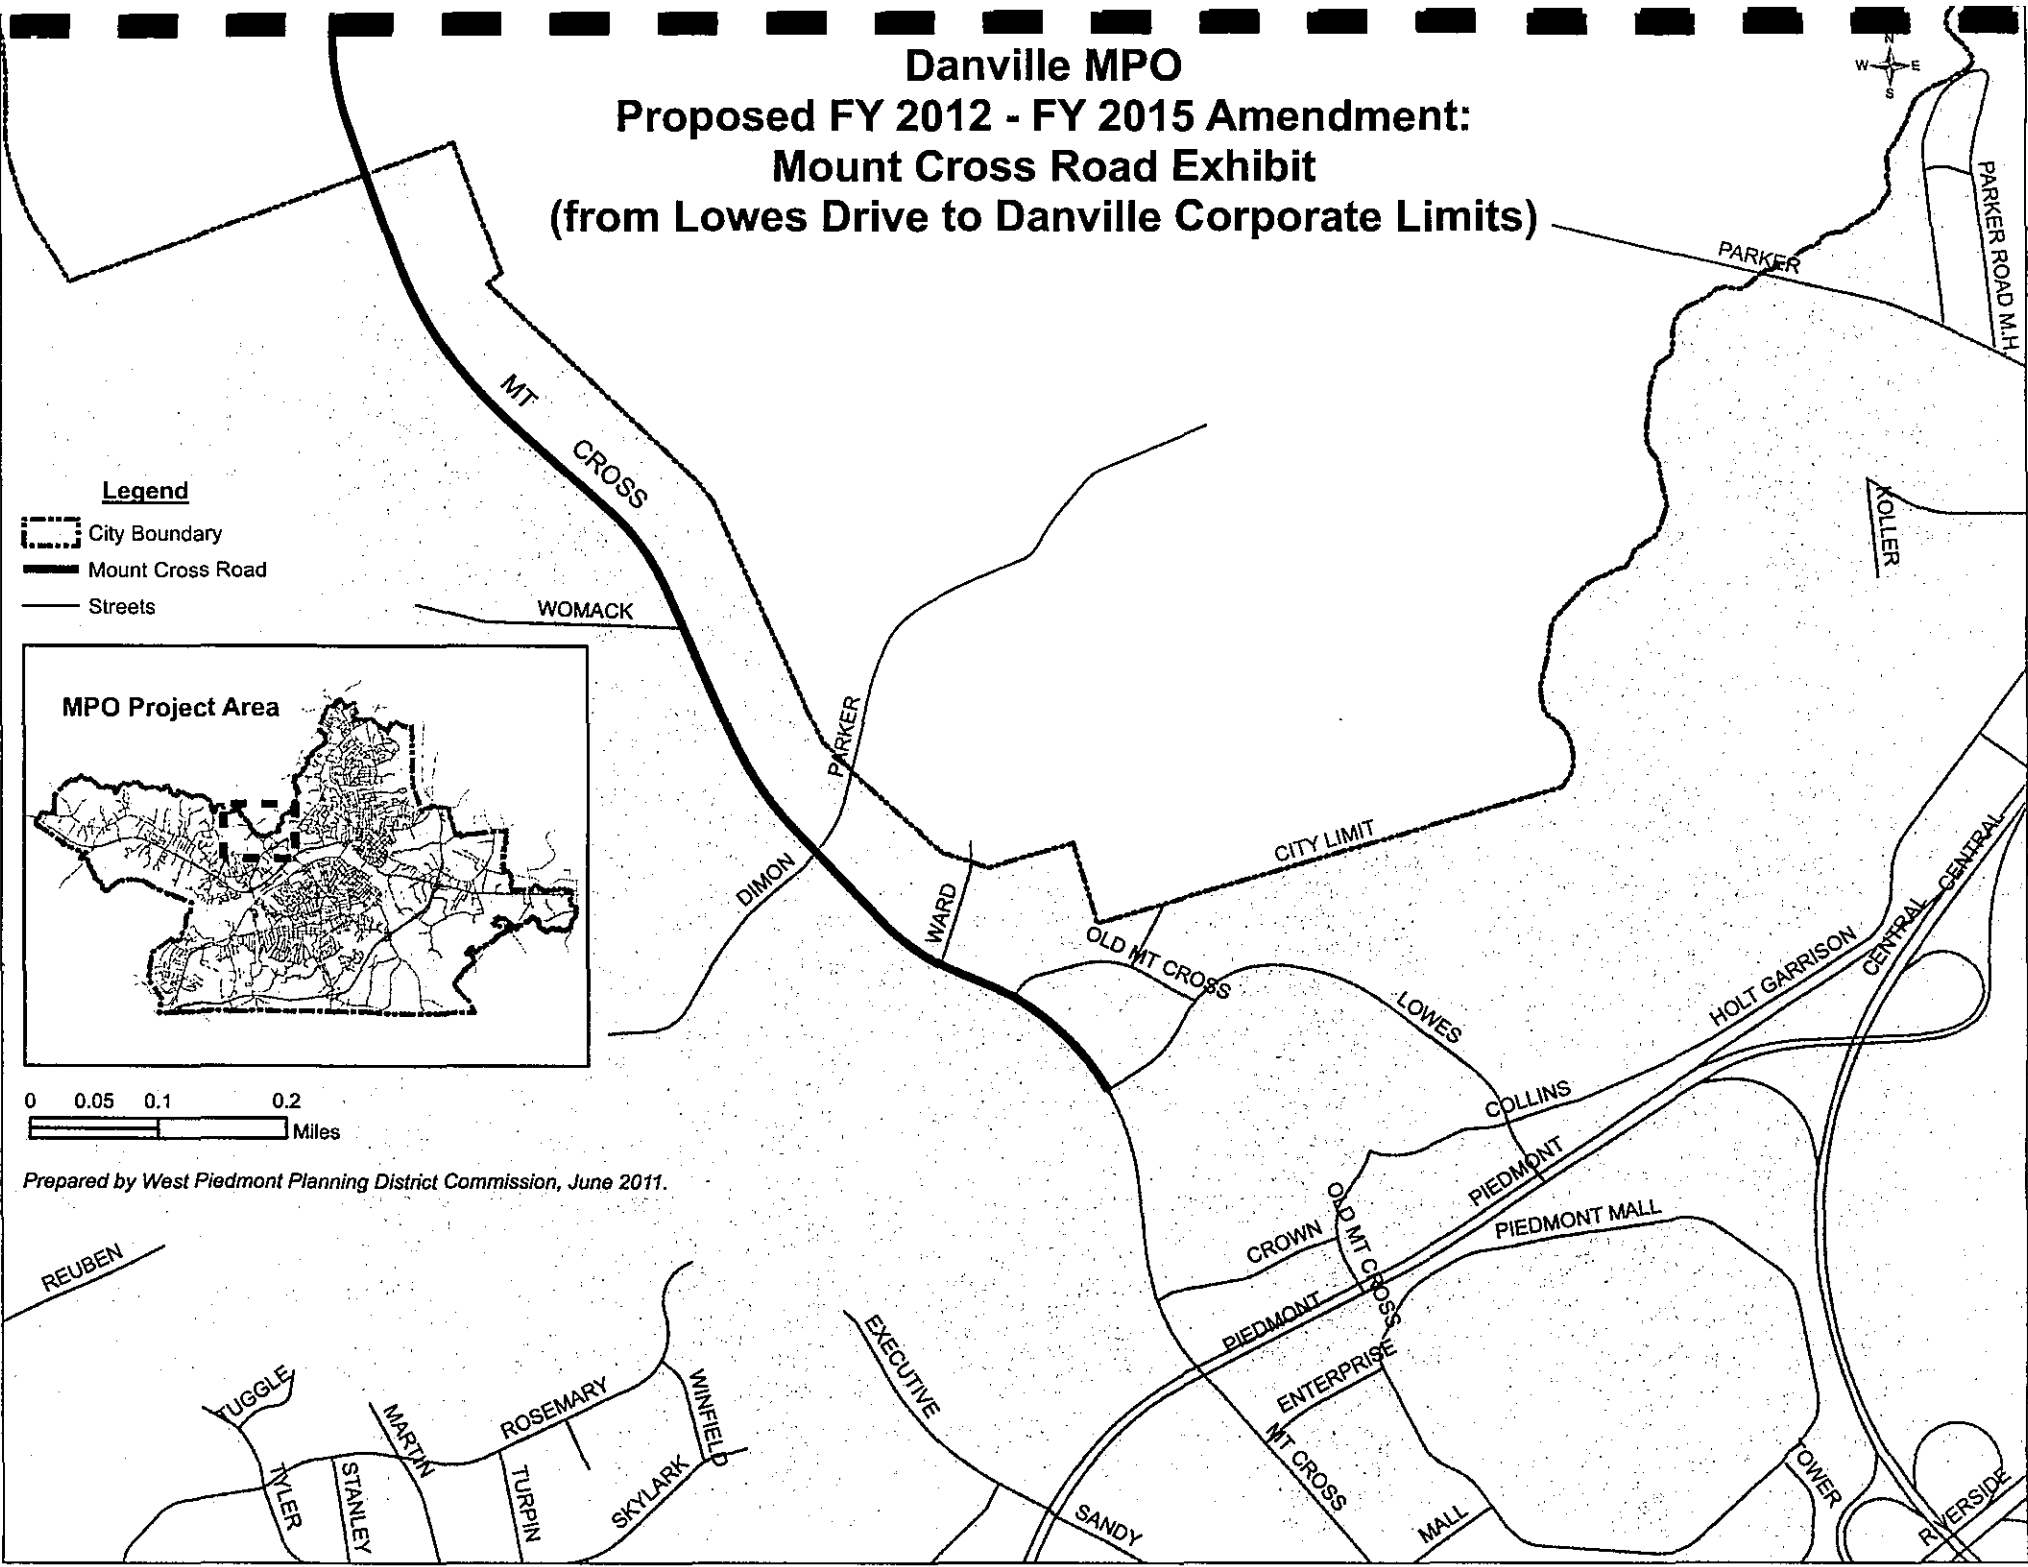 Danville MPO
Proposed FY 2012 - FY 2015 Amendment:
Mount Cross Road Exhibit
(from Lowes Drive to Danville Corporate Limits)
N
W E
S
PARKER
PARKER ROAD M.H.
MT CROSS
KOLLER
Legend
City Boundary
Mount Cross Road
Streets
WOMACK
MPO Project Area
PARKER
DIMON
WARD
CITY LIMIT
OLD MT CROSS
LOWES
HOLT GARRISON
CENTRAL
CENTRAL
COLLINS
PIEDMONT
PIEDMONT MALL
0 0.05 0.1 0.2
Miles
Prepared by West Piedmont Planning District Commission, June 2011.
CROWN
OLD MT CROSS
PIEDMONT
REUBEN
EXECUTIVE
ENTERPRISE
TUGGLE
MARTIN
ROSEMARY
WINFIELD
MT CROSS
TYLER
STANLEY
TURPIN
SKYLARK
SANDY
MALL
TOWER
RIVERSIDE